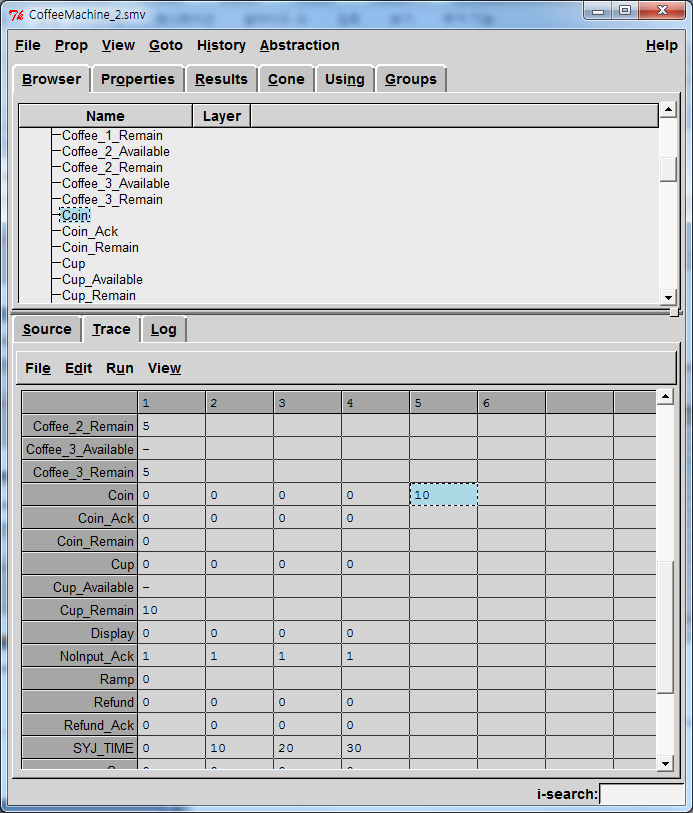 CoffeeMachine_2.smv
File Prop View Goto History Abstraction Help
Browser Properties Results Cone Using Groups
Name Layer
Coffee_1_Remain
Coffee_2_Available
Coffee_2_Remain
Coffee_3_Available
Coffee_3_Remain
Coin
Coin_Ack
Coin_Remain
Cup
Cup_Available
Cup_Remain
Source Trace Log
File Edit Run View
1 2 3 4 5 6
Coffee_2_Remain 5
Coffee_3_Available –
Coffee_3_Remain 5
Coin 0 0 0 0 10
Coin_Ack 0 0 0 0
Coin_Remain 0
Cup 0 0 0 0
Cup_Available –
Cup_Remain 10
Display 0 0 0 0
NoInput_Ack 1 1 1 1
Ramp 0
Refund 0 0 0 0
Refund_Ack 0 0 0 0
SYJ_TIME 0 10 20 30
i-search: